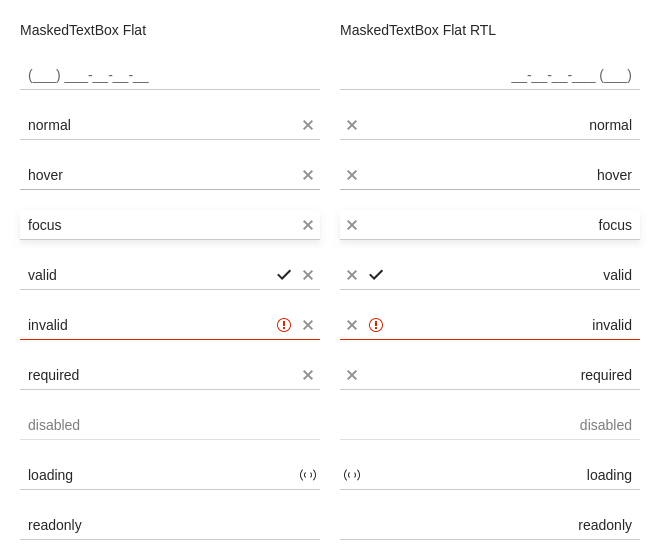 MaskedTextBox Flat
(___) ___-__-__-__
normal
hover
focus
valid
invalid
required
disabled
loading
readonly
MaskedTextBox Flat RTL
__-__-__-___ (___)
normal
hover
focus
valid
invalid
required
disabled
loading
readonly